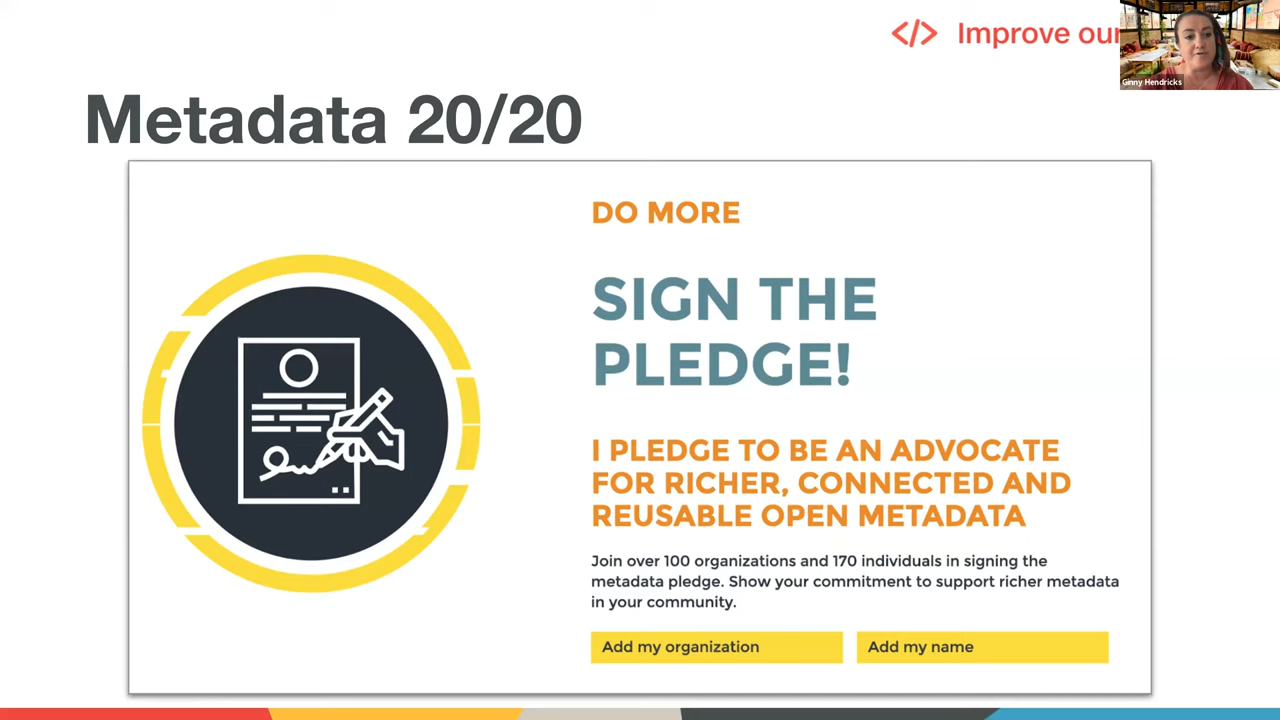 </> Improve our
Ginny Hendricks
Metadata 20/20
DO MORE
SIGN THE
PLEDGE!
I PLEDGE TO BE AN ADVOCATE
FOR RICHER, CONNECTED AND
REUSABLE OPEN METADATA
Join over 100 organizations and 170 individuals in signing the
metadata pledge. Show your commitment to support richer metadata
in your community.
Add my organization
Add my name